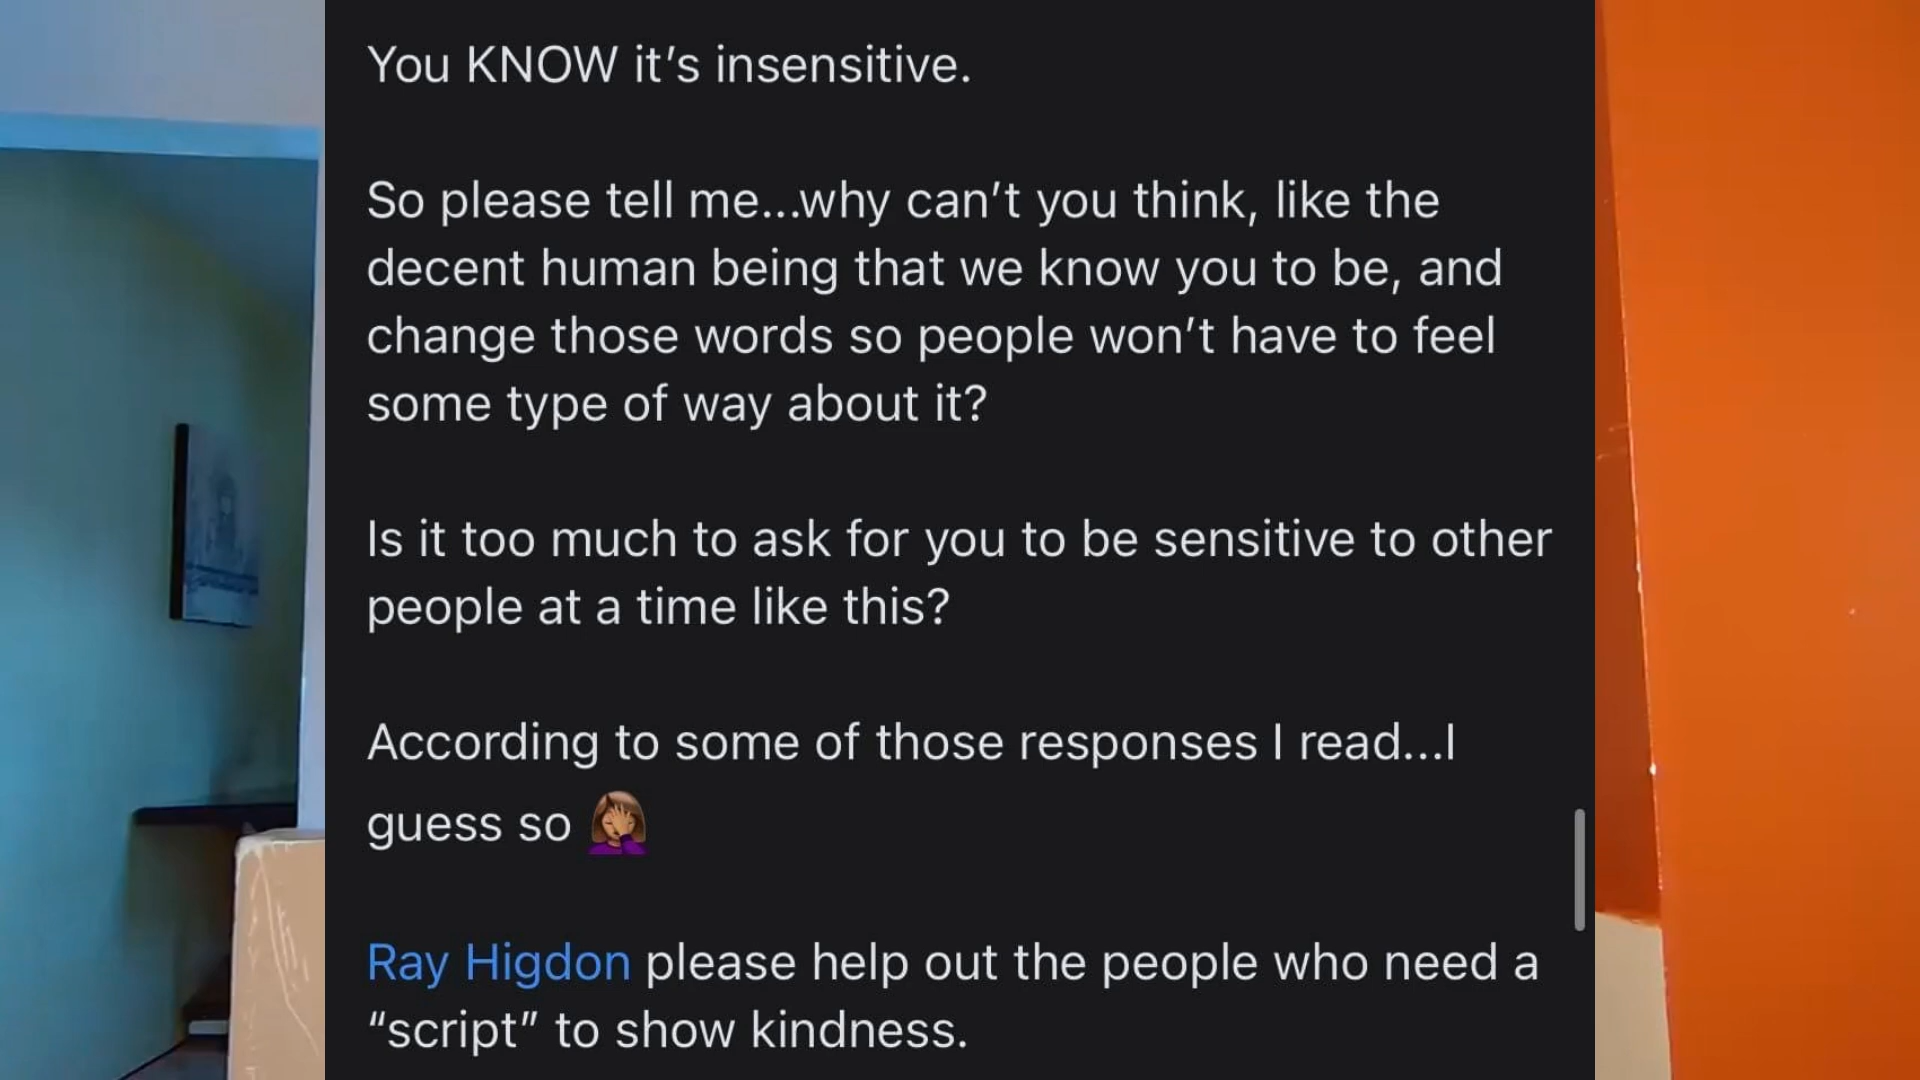 You KNOW it’s insensitive.
So please tell me...why can’t you think, like the
decent human being that we know you to be, and
change those words so people won’t have to feel
some type of way about it?
Is it too much to ask for you to be sensitive to other
people at a time like this?
According to some of those responses I read...I
guess so 🤦🏽‍♀️
Ray Higdon please help out the people who need a
“script” to show kindness.